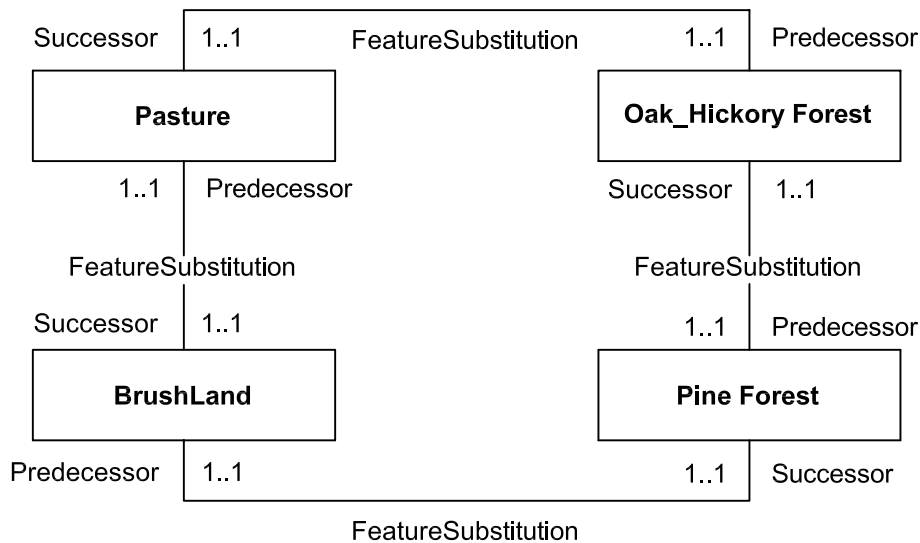 Successor 1..1 FeatureSubstitution 1..1 Predecessor
Pasture Oak_Hickory Forest
1..1 Predecessor Successor 1..1
FeatureSubstitution FeatureSubstitution
Successor 1..1 1..1 Predecessor
BrushLand Pine Forest
Predecessor 1..1 1..1 Successor
FeatureSubstitution